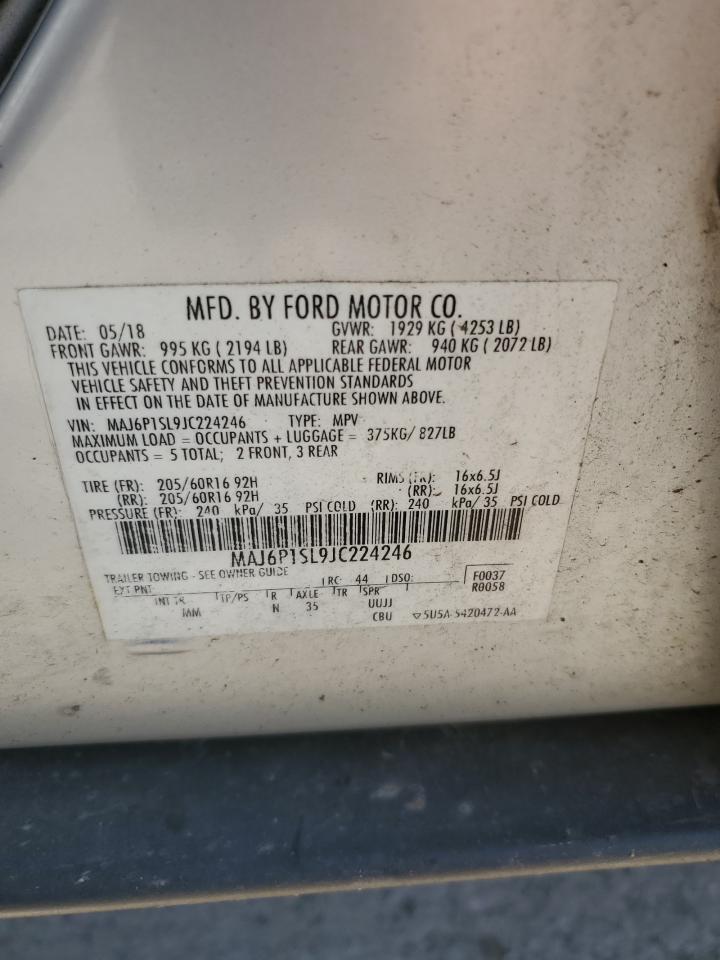 MFD. BY FORD MOTOR CO.
DATE: 05/18 GVWR: 1929 KG ( 4253 LB)
FRONT GAWR: 995 KG ( 2194 LB) REAR GAWR: 940 KG ( 2072 LB)
THIS VEHICLE CONFORMS TO ALL APPLICABLE FEDERAL MOTOR
VEHICLE SAFETY AND THEFT PREVENTION STANDARDS
IN EFFECT ON THE DATE OF MANUFACTURE SHOWN ABOVE.
VIN: MAJ6P1SL9JC224246 TYPE: MPV
MAXIMUM LOAD = OCCUPANTS + LUGGAGE = 375KG/ 827LB
OCCUPANTS = 5 TOTAL; 2 FRONT, 3 REAR
TIRE (FR): 205/60R16 92H RIMS (FR): 16x6.5J
(RR): 205/60R16 92H (RR): 16x6.5J
PRESSURE (FR): 240 kPa/ 35 PSI COLD (RR): 240 kPa/ 35 PSI COLD
MAJ6P1SL9JC224246
TRAILER TOWING - SEE OWNER GUIDE
EXT PNT RC: 44 DSO: F0037
R0058
INT TR TP/PS R AXLE TR SPR
MM N 35 UUJJ
CBU 5U5A-5420472-AA